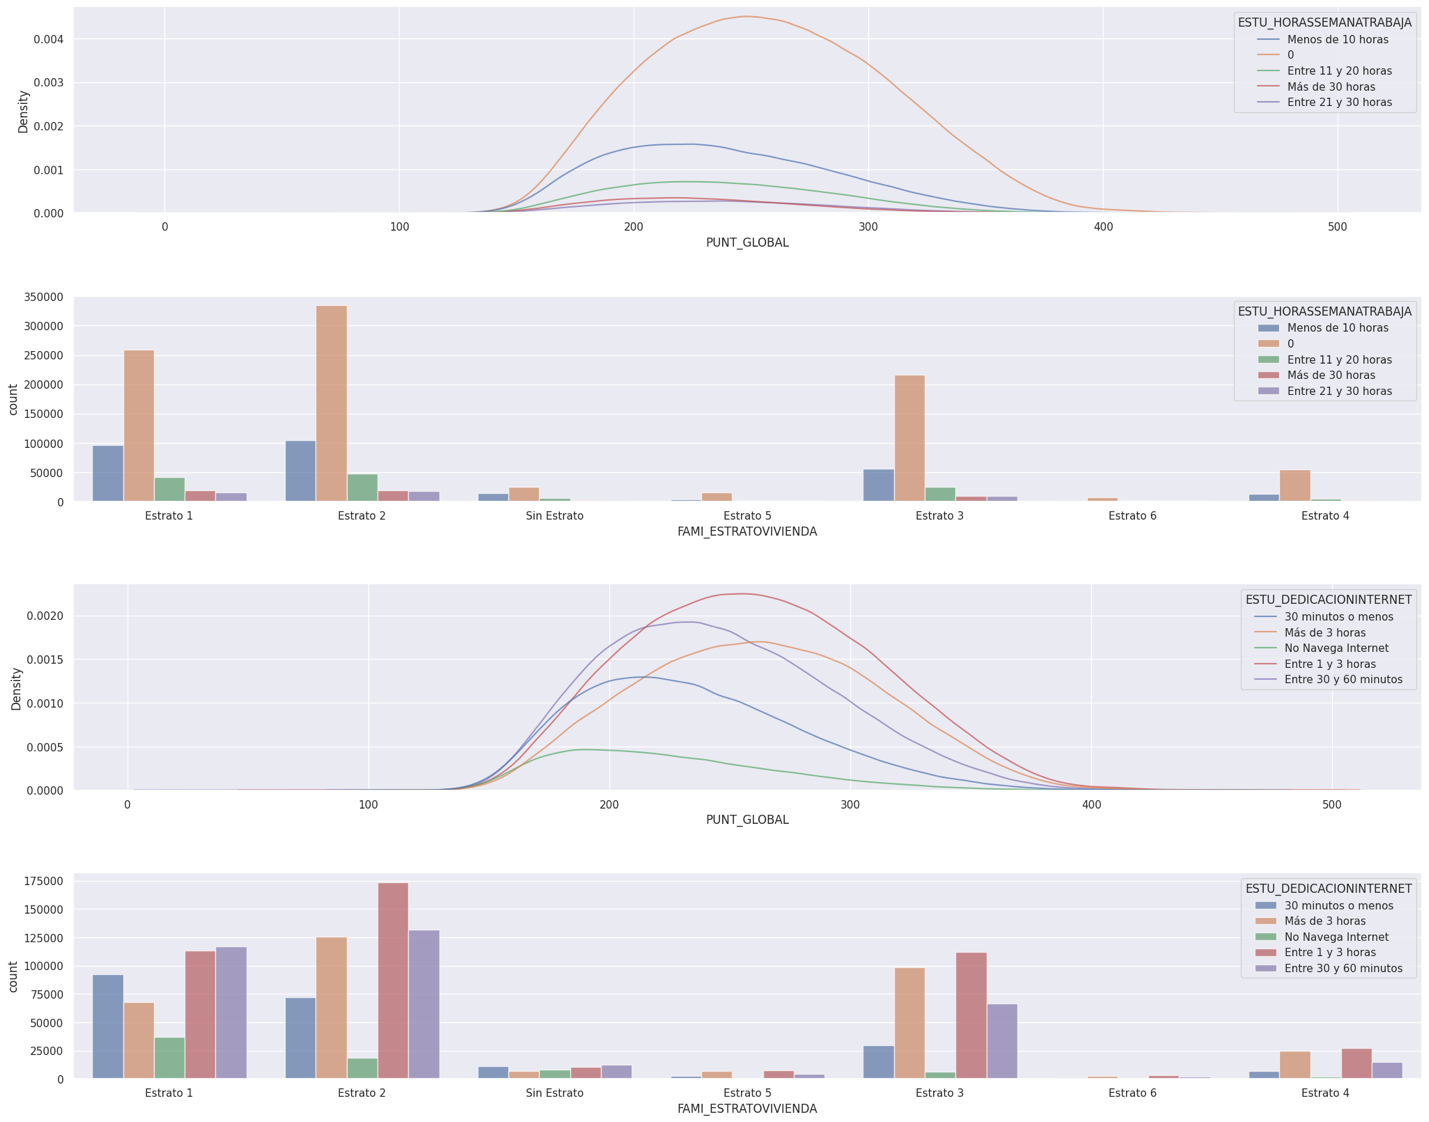 ESTU_HORASSEMANATRABAJA
Menos de 10 horas
0
Entre 11 y 20 horas
Más de 30 horas
Entre 21 y 30 horas
Density
0.004
0.003
0.002
0.001
0.000
0 100 200 300 400 500
PUNT_GLOBAL
ESTU_HORASSEMANATRABAJA
Menos de 10 horas
0
Entre 11 y 20 horas
Más de 30 horas
Entre 21 y 30 horas
count
350000
300000
250000
200000
150000
100000
50000
0
Estrato 1 Estrato 2 Sin Estrato Estrato 5 Estrato 3 Estrato 6 Estrato 4
FAMI_ESTRATOVIVIENDA
ESTU_DEDICACIONINTERNET
30 minutos o menos
Más de 3 horas
No Navega Internet
Entre 1 y 3 horas
Entre 30 y 60 minutos
Density
0.0020
0.0015
0.0010
0.0005
0.0000
0 100 200 300 400 500
PUNT_GLOBAL
ESTU_DEDICACIONINTERNET
30 minutos o menos
Más de 3 horas
No Navega Internet
Entre 1 y 3 horas
Entre 30 y 60 minutos
count
175000
150000
125000
100000
75000
50000
25000
0
Estrato 1 Estrato 2 Sin Estrato Estrato 5 Estrato 3 Estrato 6 Estrato 4
FAMI_ESTRATOVIVIENDA